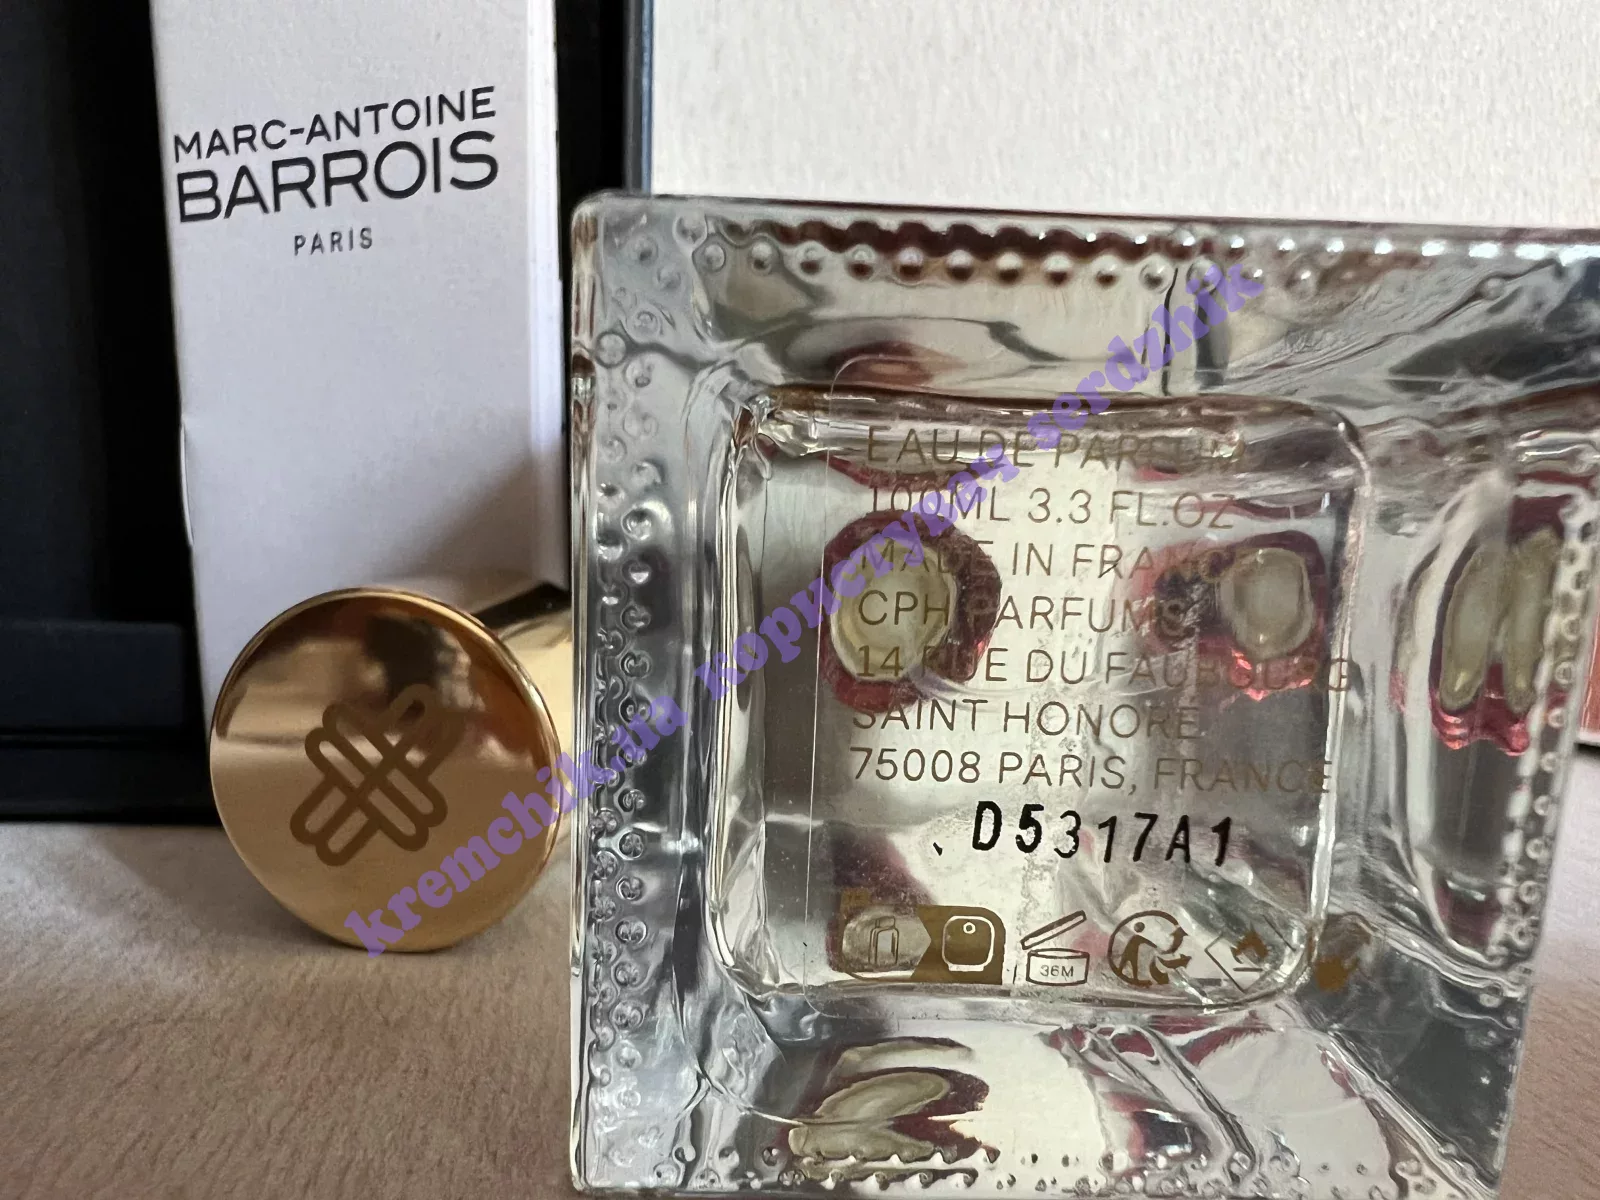 MARC-ANTOINE
BARROIS
PARIS
EAU DE PARFUM
100ML 3.3 FL.OZ
MADE IN FRANCE
CPH PARFUMS
14 RUE DU FAUBOURG
SAINT HONORE
75008 PARIS, FRANCE
D5317A1
36M
kremchik.ua користувач serdzhik